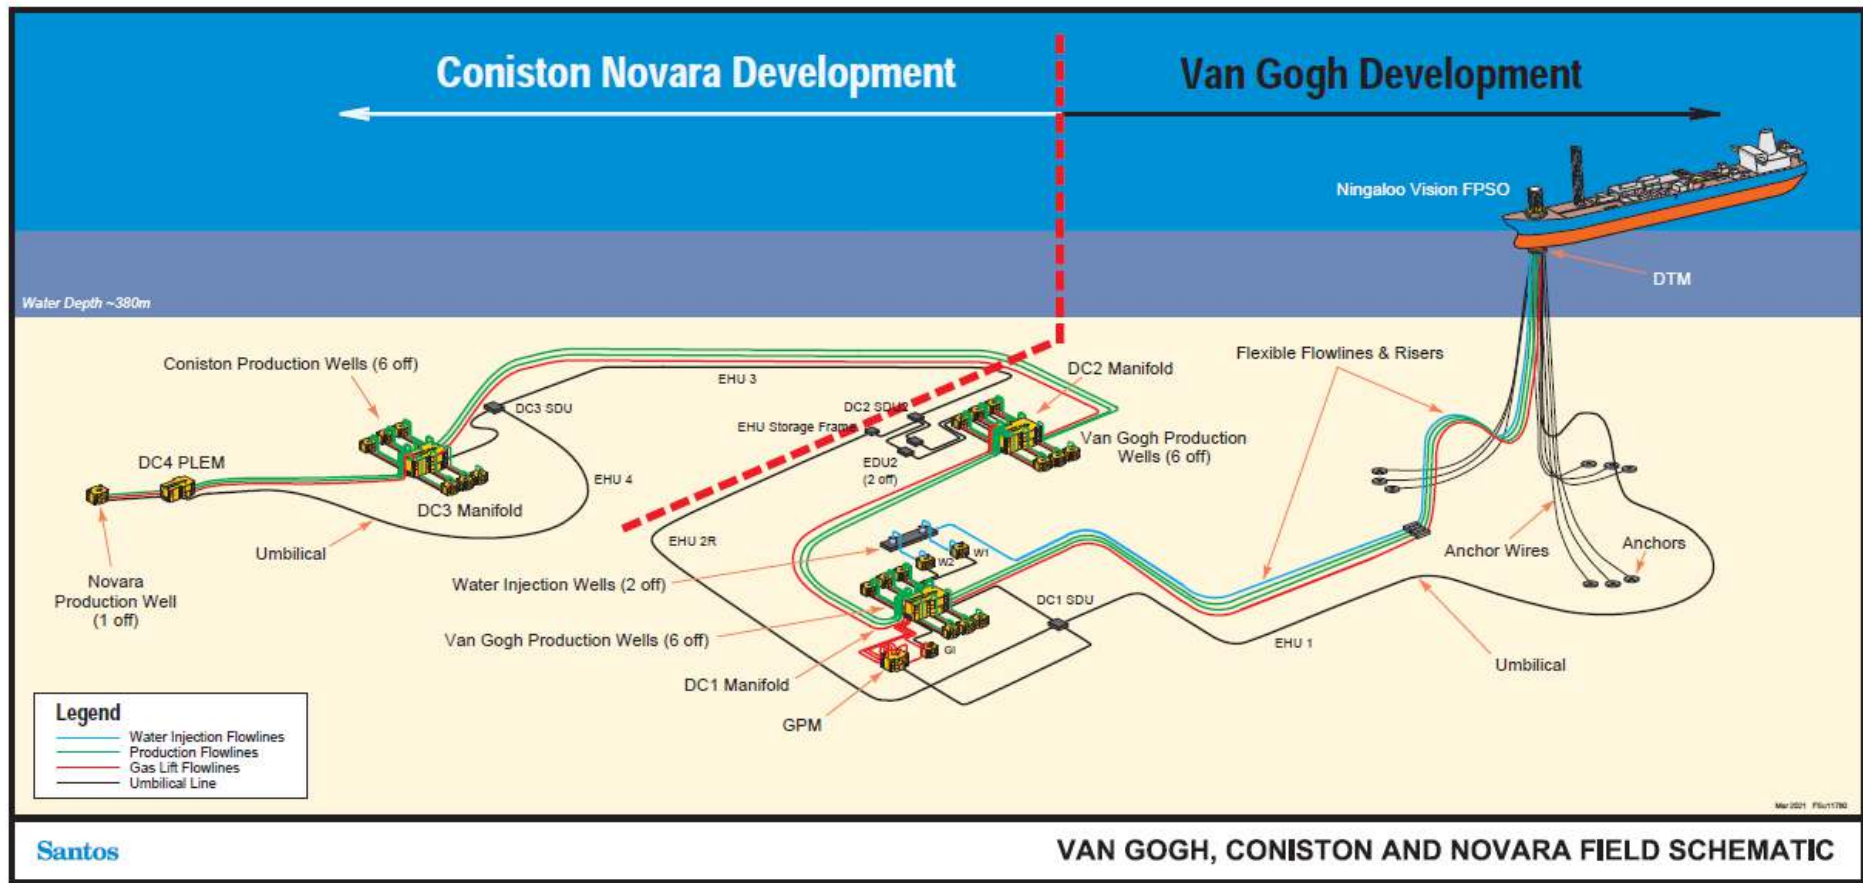 Coniston Novara Development
Van Gogh Development
Ningaloo Vision FPSO
DTM
Water Depth ~380m
Coniston Production Wells (6 off)
EHU 3
DC3 SDU
DC2 SDU2
EHU Storage Frame
DC2 Manifold
Flexible Flowlines & Risers
Van Gogh Production
Wells (6 off)
EDU2
(2 off)
DC4 PLEM
EHU 4
DC3 Manifold
Umbilical
Novara
Production Well
(1 off)
EHU 2R
Water Injection Wells (2 off)
W1
W2
Anchor Wires
Anchors
DC1 SDU
Van Gogh Production Wells (6 off)
GI
EHU 1
Umbilical
DC1 Manifold
GPM
Legend
Water Injection Flowlines
Production Flowlines
Gas Lift Flowlines
Umbilical Line
Mar 2021
Santos
VAN GOGH, CONISTON AND NOVARA FIELD SCHEMATIC